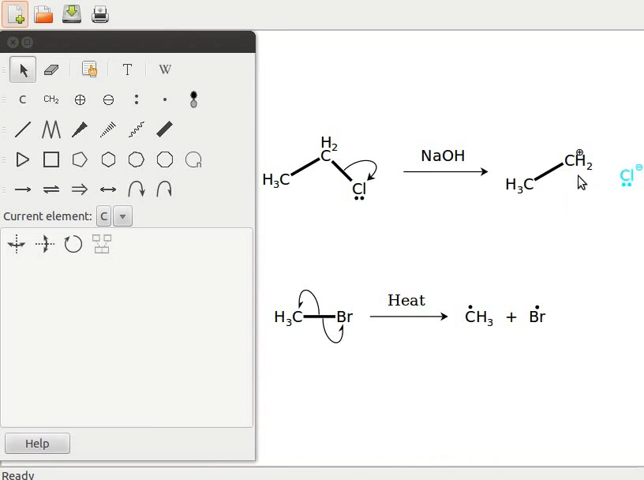 T W
C CH₂
Current element: C
Help
Ready
H₂
C
H₃C
Cl
NaOH
H₃C
CH₂⊕
Cl⊖
H₃C Br
Heat
CH₃ + Br